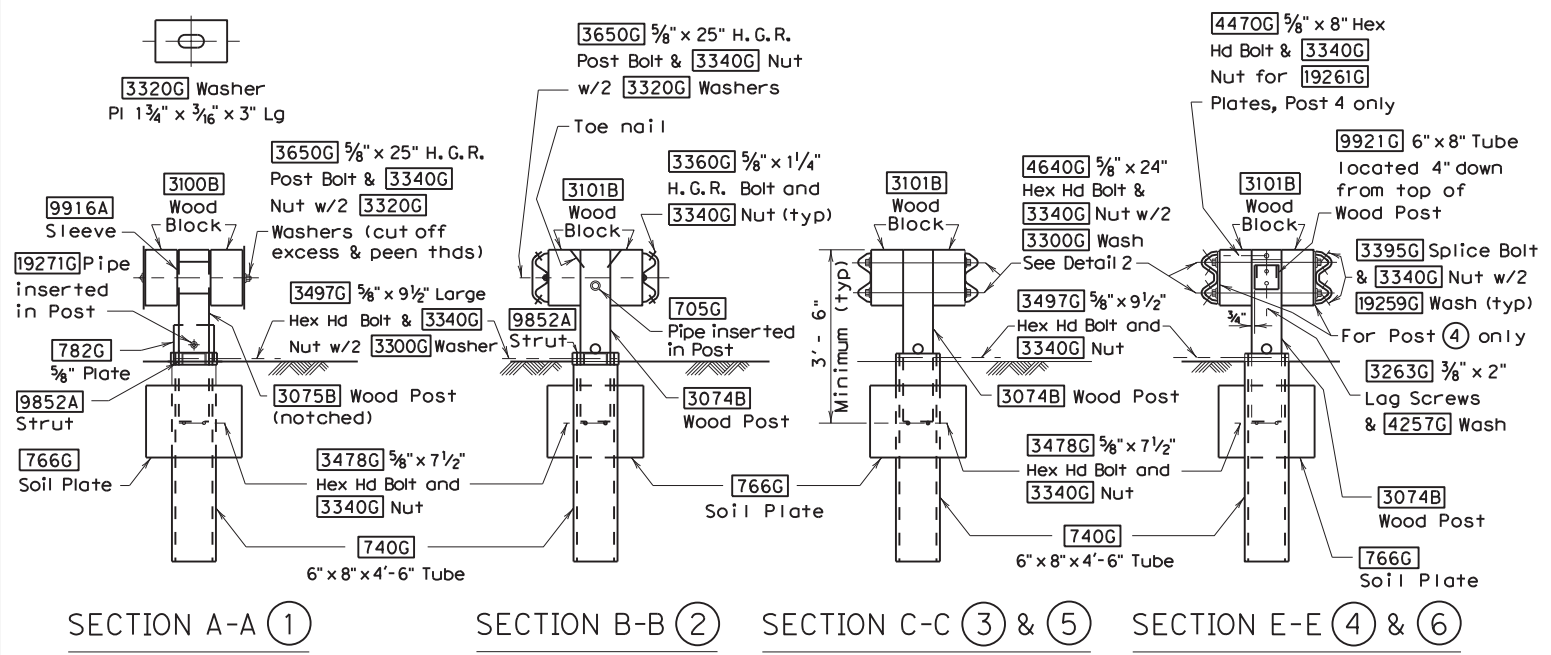 3320G Washer
Pl 1 3/4" x 3/16" x 3" Lg
3650G 5/8" x 25" H.G.R.
Post Bolt & 3340G
Nut w/2 3320G
Washers (cut off
excess & peen thds)
3100B
Wood
Block
9916A
Sleeve
19271G Pipe
inserted
in Post
782G
5/8" Plate
9852A
Strut
766G
Soil Plate
3497G 5/8" x 9 1/2" Large
Hex Hd Bolt & 3340G
Nut w/2 3300G Washer
3075B Wood Post
(notched)
3478G 5/8" x 7 1/2"
Hex Hd Bolt and
3340G Nut
740G
6" x 8" x 4'-6" Tube
SECTION A-A 1
3650G 5/8" x 25" H.G.R.
Post Bolt & 3340G Nut
w/2 3320G Washers
Toe nail
3101B
Wood
Block
3360G 5/8" x 1 1/4"
H.G.R. Bolt and
3340G Nut (typ)
9852A
Strut
705G
Pipe inserted
in Post
3074B
Wood Post
766G
Soil Plate
SECTION B-B 2
3101B
Wood
Block
3'-6"
Minimum (typ)
4640G 5/8" x 24"
Hex Hd Bolt &
3340G Nut w/2
3300G Wash
See Detail 2
3497G 5/8" x 9 1/2"
Hex Hd Bolt and
3340G Nut
3074B Wood Post
3478G 5/8" x 7 1/2"
Hex Hd Bolt and
3340G Nut
740G
6" x 8" x 4'-6" Tube
SECTION C-C 3 & 5
4470G 5/8" x 8" Hex
Hd Bolt & 3340G
Nut for 19261G
Plates, Post 4 only
9921G 6" x 8" Tube
located 4" down
from top of
Wood Post
3101B
Wood
Block
3395G Splice Bolt
& 3340G Nut w/2
19259G Wash (typ)
3/4"
For Post 4 only
3263G 3/8" x 2"
Lag Screws
& 4257G Wash
3074B
Wood Post
766G
Soil Plate
SECTION E-E 4 & 6